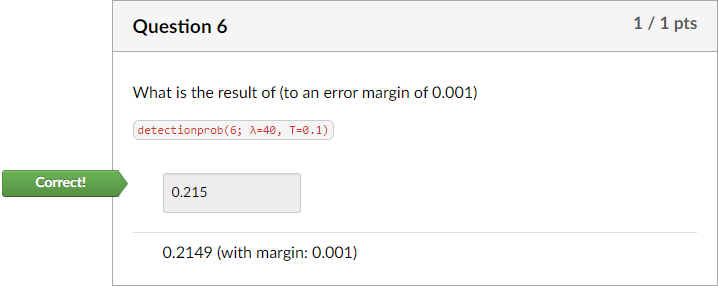 Question 6
1 / 1 pts
What is the result of (to an error margin of 0.001)
detectionprob(6; λ=40, T=0.1)
Correct!
0.215
0.2149 (with margin: 0.001)